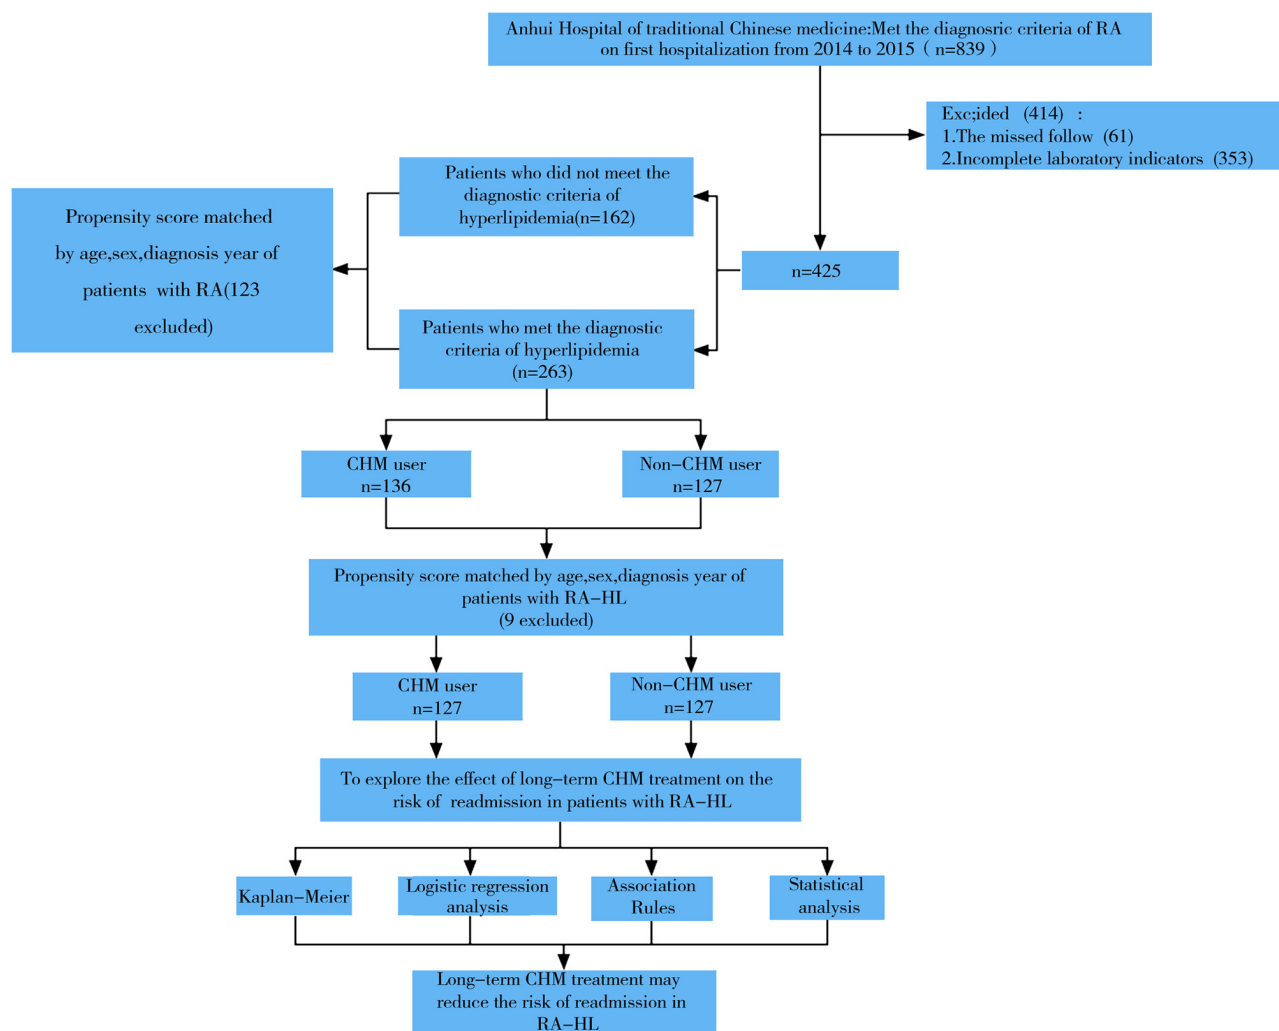 Anhui Hospital of traditional Chinese medicine:Met the diagnosric criteria of RA
on first hospitalization from 2014 to 2015 ( n=839 )
Exc;ided (414) :
1.The missed follow (61)
2.Incomplete laboratory indicators (353)
Patients who did not meet the
diagnostic criteria of
hyperlipidemia(n=162)
Propensity score matched
by age,sex,diagnosis year of
patients with RA(123
excluded)
n=425
Patients who met the diagnostic
criteria of hyperlipidemia
(n=263)
CHM user
n=136
Non-CHM user
n=127
Propensity score matched by age,sex,diagnosis year of
patients with RA-HL
(9 excluded)
CHM user
n=127
Non-CHM user
n=127
To explore the effect of long-term CHM treatment on the
risk of readmission in patients with RA-HL
Kaplan-Meier
Logistic regression
analysis
Association
Rules
Statistical
analysis
Long-term CHM treatment may
reduce the risk of readmission in
RA-HL